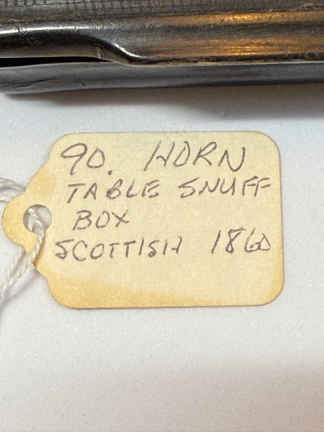 90. HORN
TABLE SNUFF
BOX
SCOTTISH 1860